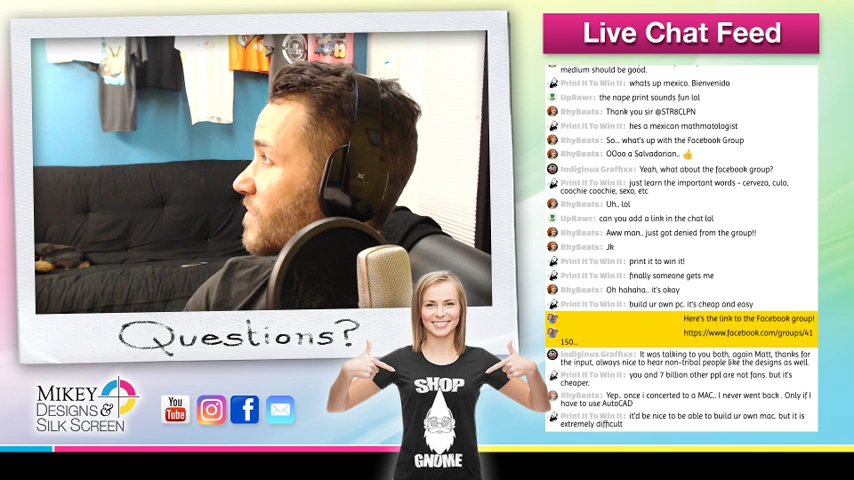 Live Chat Feed
medium should be good.
Print It To Win It: whats up mexico. Bienvenido
UpRawr: the nape print sounds fun lol
RhyBeats: Thank you sir @STR8CLPN
Print It To Win It: hes a mexican mathmatologist
RhyBeats: So... what's up with the Facebook Group
RhyBeats: OOoo a Salvadorian.. 👍
Indiginus Graffixx: Yeah, what about the facebook group?
Print It To Win It: just learn the important words - cerveza, culo,
coochie coochie, sexo, etc
RhyBeats: Uh.. lol
UpRawr: can you add a link in the chat lol
RhyBeats: Aww man.. just got denied from the group!!
RhyBeats: Jk
Print It To Win It: print it to win it!
Print It To Win It: finally someone gets me
RhyBeats: Oh hahaha.. it's okay
Print It To Win It: build ur own pc. it's cheap and easy
Here's the link to the Facebook group!
https://www.facebook.com/groups/41
150...
Indiginus Graffixx: It was talking to you both, again Matt, thanks for
the input, always nice to hear non-tribal people like the designs as well.
Print It To Win It: you and 7 billion other ppl are not fans. but it's
cheaper.
RhyBeats: Yep.. once i concerted to a MAC.. I never went back . Only if I
have to use AutoCAD
Print It To Win It: it'd be nice to be able to build ur own mac. but it is
extremely difficult
Questions?
MIKEY
DESIGNS &
SILK SCREEN
You
Tube
SHOP
GNOME